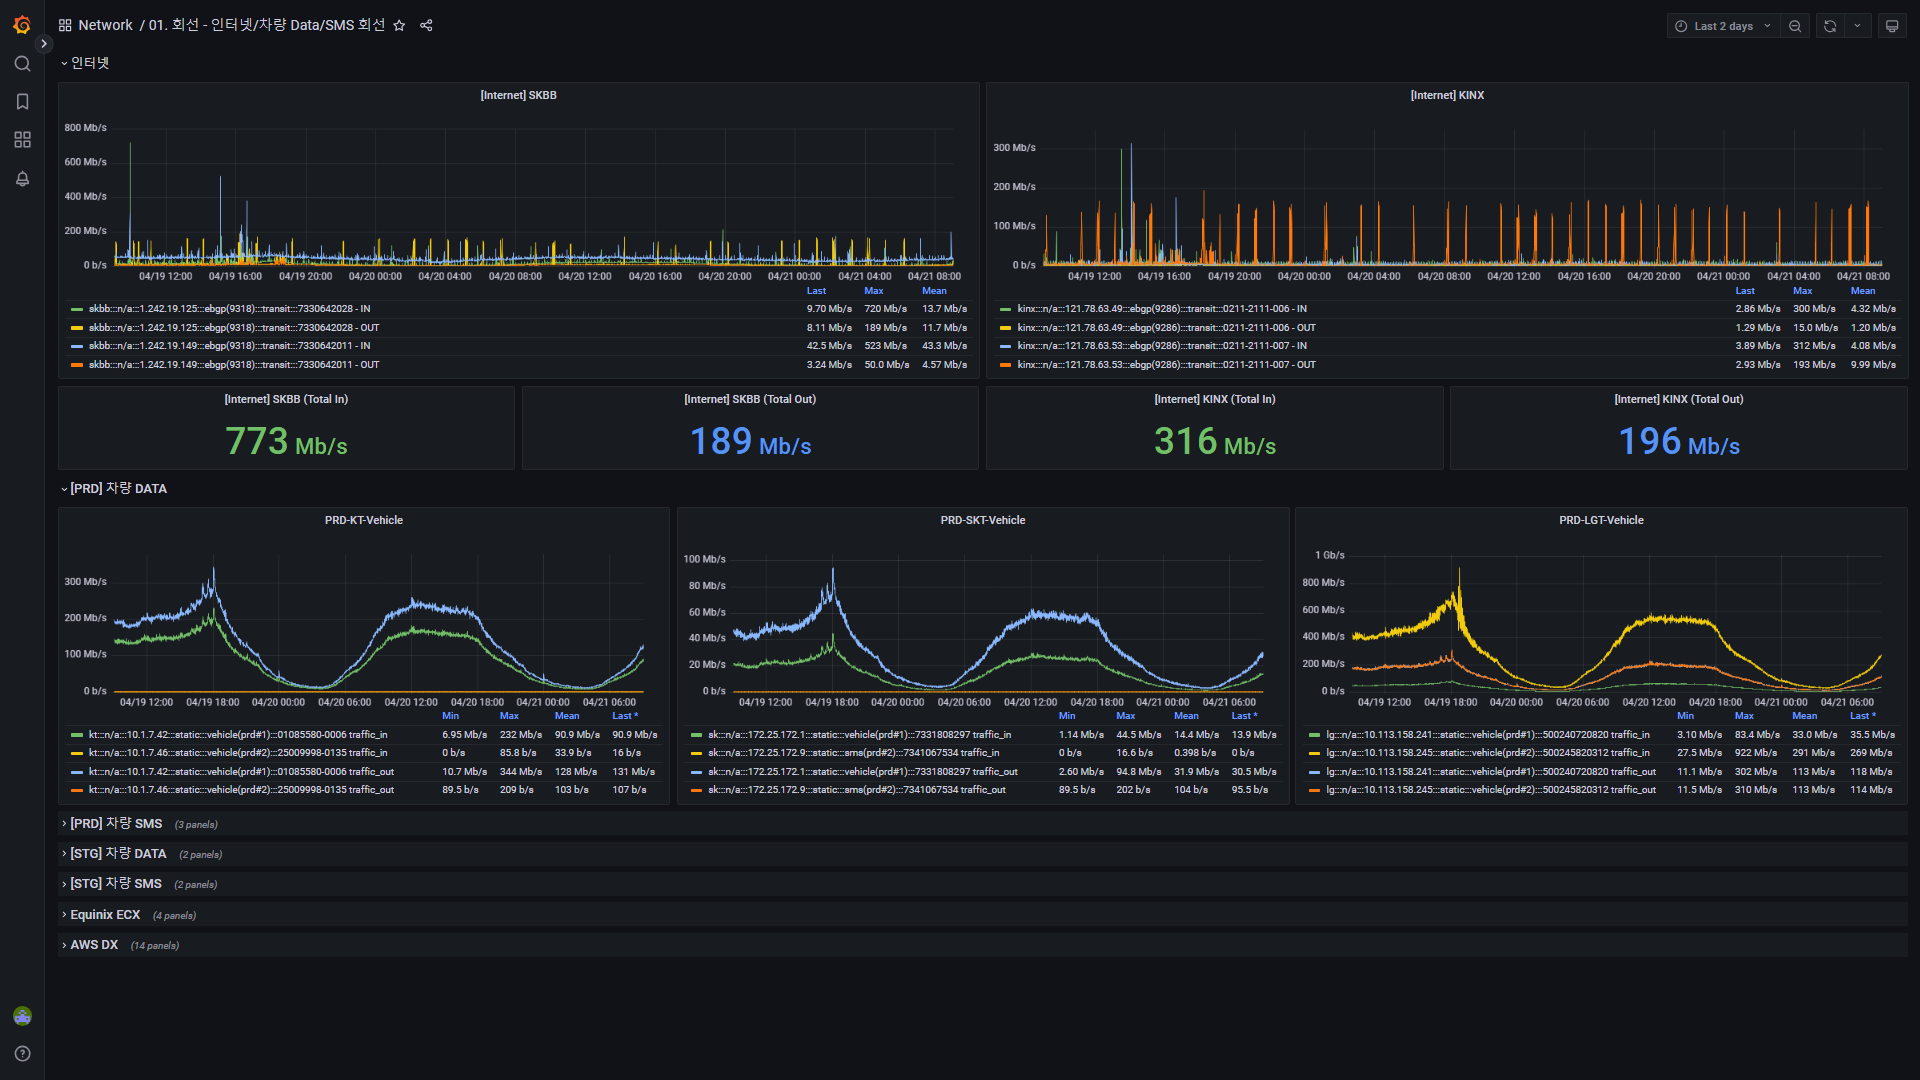 Network / 01. 회선 - 인터넷/차량 Data/SMS 회선
Last 2 days
인터넷
[Internet] SKBB
800 Mb/s
600 Mb/s
400 Mb/s
200 Mb/s
0 b/s
04/19 12:00 04/19 16:00 04/19 20:00 04/20 00:00 04/20 04:00 04/20 08:00 04/20 12:00 04/20 16:00 04/20 20:00 04/21 00:00 04/21 04:00 04/21 08:00
Last Max Mean
skbb:::n/a:::1.242.19.125:::ebgp(9318):::transit:::7330642028 - IN 9.70 Mb/s 720 Mb/s 13.7 Mb/s
skbb:::n/a:::1.242.19.125:::ebgp(9318):::transit:::7330642028 - OUT 8.11 Mb/s 189 Mb/s 11.7 Mb/s
skbb:::n/a:::1.242.19.149:::ebgp(9318):::transit:::7330642011 - IN 42.5 Mb/s 523 Mb/s 43.3 Mb/s
skbb:::n/a:::1.242.19.149:::ebgp(9318):::transit:::7330642011 - OUT 3.24 Mb/s 50.0 Mb/s 4.57 Mb/s
[Internet] KINX
300 Mb/s
200 Mb/s
100 Mb/s
0 b/s
04/19 12:00 04/19 16:00 04/19 20:00 04/20 00:00 04/20 04:00 04/20 08:00 04/20 12:00 04/20 16:00 04/20 20:00 04/21 00:00 04/21 04:00 04/21 08:00
Last Max Mean
kinx:::n/a:::121.78.63.49:::ebgp(9286):::transit:::0211-2111-006 - IN 2.86 Mb/s 300 Mb/s 4.32 Mb/s
kinx:::n/a:::121.78.63.49:::ebgp(9286):::transit:::0211-2111-006 - OUT 1.29 Mb/s 15.0 Mb/s 1.20 Mb/s
kinx:::n/a:::121.78.63.53:::ebgp(9286):::transit:::0211-2111-007 - IN 3.89 Mb/s 312 Mb/s 4.08 Mb/s
kinx:::n/a:::121.78.63.53:::ebgp(9286):::transit:::0211-2111-007 - OUT 2.93 Mb/s 193 Mb/s 9.99 Mb/s
[Internet] SKBB (Total In)
773 Mb/s
[Internet] SKBB (Total Out)
189 Mb/s
[Internet] KINX (Total In)
316 Mb/s
[Internet] KINX (Total Out)
196 Mb/s
[PRD] 차량 DATA
PRD-KT-Vehicle
300 Mb/s
200 Mb/s
100 Mb/s
0 b/s
04/19 12:00 04/19 18:00 04/20 00:00 04/20 06:00 04/20 12:00 04/20 18:00 04/21 00:00 04/21 06:00
Min Max Mean Last *
kt:::n/a:::10.1.7.42:::static:::vehicle(prd#1):::01085580-0006 traffic_in 6.95 Mb/s 232 Mb/s 90.9 Mb/s 90.9 Mb/s
kt:::n/a:::10.1.7.46:::static:::vehicle(prd#2):::25009998-0135 traffic_in 0 b/s 85.8 b/s 33.9 b/s 16 b/s
kt:::n/a:::10.1.7.42:::static:::vehicle(prd#1):::01085580-0006 traffic_out 10.7 Mb/s 344 Mb/s 128 Mb/s 131 Mb/s
kt:::n/a:::10.1.7.46:::static:::vehicle(prd#2):::25009998-0135 traffic_out 89.5 b/s 209 b/s 103 b/s 107 b/s
PRD-SKT-Vehicle
100 Mb/s
80 Mb/s
60 Mb/s
40 Mb/s
20 Mb/s
0 b/s
04/19 12:00 04/19 18:00 04/20 00:00 04/20 06:00 04/20 12:00 04/20 18:00 04/21 00:00 04/21 06:00
Min Max Mean Last *
sk:::n/a:::172.25.172.1:::static:::vehicle(prd#1):::7331808297 traffic_in 1.14 Mb/s 44.5 Mb/s 14.4 Mb/s 13.9 Mb/s
sk:::n/a:::172.25.172.9:::static:::sms(prd#2):::7341067534 traffic_in 0 b/s 16.6 b/s 0.398 b/s 0 b/s
sk:::n/a:::172.25.172.1:::static:::vehicle(prd#1):::7331808297 traffic_out 2.60 Mb/s 94.8 Mb/s 31.9 Mb/s 30.5 Mb/s
sk:::n/a:::172.25.172.9:::static:::sms(prd#2):::7341067534 traffic_out 89.5 b/s 202 b/s 104 b/s 95.5 b/s
PRD-LGT-Vehicle
1 Gb/s
800 Mb/s
600 Mb/s
400 Mb/s
200 Mb/s
0 b/s
04/19 12:00 04/19 18:00 04/20 00:00 04/20 06:00 04/20 12:00 04/20 18:00 04/21 00:00 04/21 06:00
Min Max Mean Last *
lg:::n/a:::10.113.158.241:::static:::vehicle(prd#1):::500240720820 traffic_in 3.10 Mb/s 83.4 Mb/s 33.0 Mb/s 35.5 Mb/s
lg:::n/a:::10.113.158.245:::static:::vehicle(prd#2):::500245820312 traffic_in 27.5 Mb/s 922 Mb/s 291 Mb/s 269 Mb/s
lg:::n/a:::10.113.158.241:::static:::vehicle(prd#1):::500240720820 traffic_out 11.1 Mb/s 302 Mb/s 113 Mb/s 118 Mb/s
lg:::n/a:::10.113.158.245:::static:::vehicle(prd#2):::500245820312 traffic_out 11.5 Mb/s 310 Mb/s 113 Mb/s 114 Mb/s
[PRD] 차량 SMS (3 panels)
[STG] 차량 DATA (2 panels)
[STG] 차량 SMS (2 panels)
Equinix ECX (4 panels)
AWS DX (14 panels)